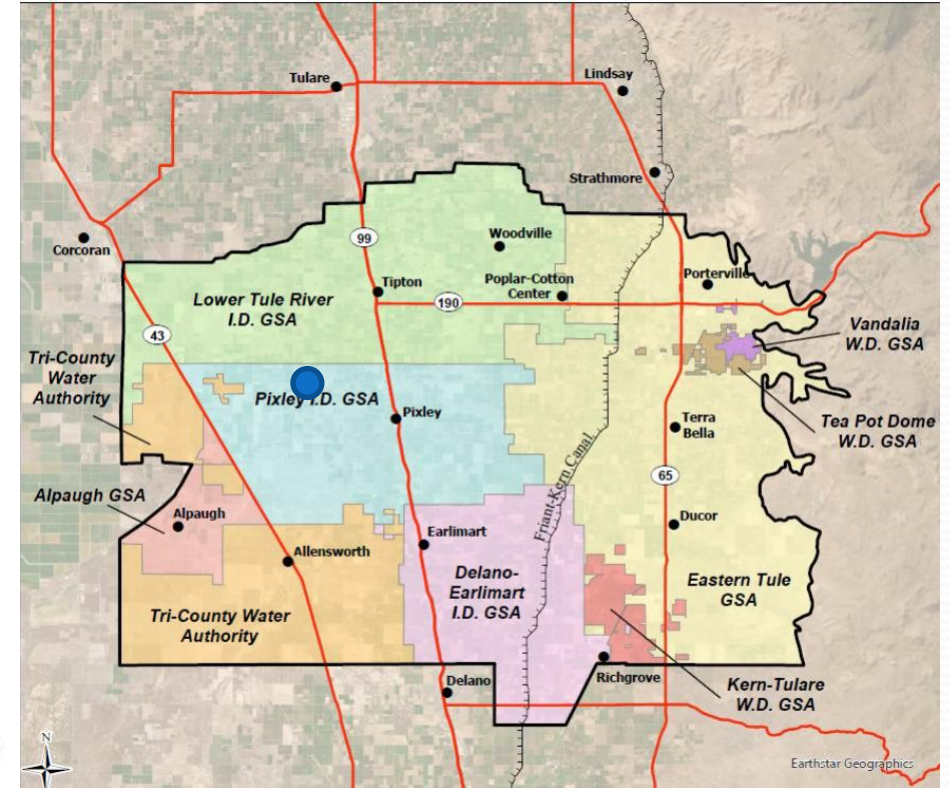 Tulare
Lindsay
Strathmore
Corcoran
99
Woodville
Tipton
Poplar-Cotton
Center
190
Porterville
Lower Tule River
I.D. GSA
43
Vandalia
W.D. GSA
Tri-County
Water
Authority
Pixley I.D. GSA
Pixley
Tea Pot Dome
W.D. GSA
Terra
Bella
Friant-Kern Canal
65
Alpaugh GSA
Alpaugh
Ducor
Earlimart
Allensworth
Delano-
Earlimart
I.D. GSA
Eastern Tule
GSA
Tri-County Water
Authority
Richgrove
Delano
Kern-Tulare
W.D. GSA
N
Earthstar Geographics